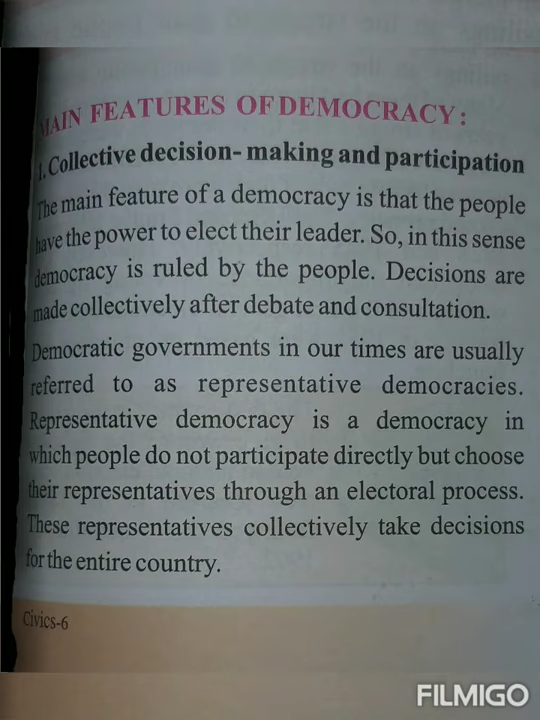 MAIN FEATURES OF DEMOCRACY:
1. Collective decision- making and participation
The main feature of a democracy is that the people
have the power to elect their leader. So, in this sense
democracy is ruled by the people. Decisions are
made collectively after debate and consultation.
Democratic governments in our times are usually
referred to as representative democracies.
Representative democracy is a democracy in
which people do not participate directly but choose
their representatives through an electoral process.
These representatives collectively take decisions
for the entire country.
Civics-6
FILMIGO